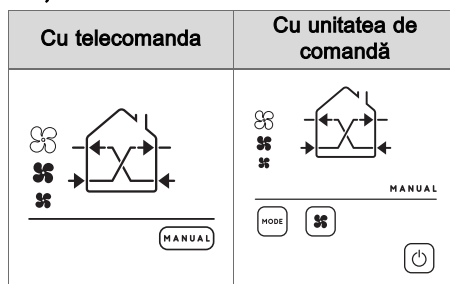 Cu telecomanda
Cu unitatea de
comandă
MANUAL
MANUAL
MODE